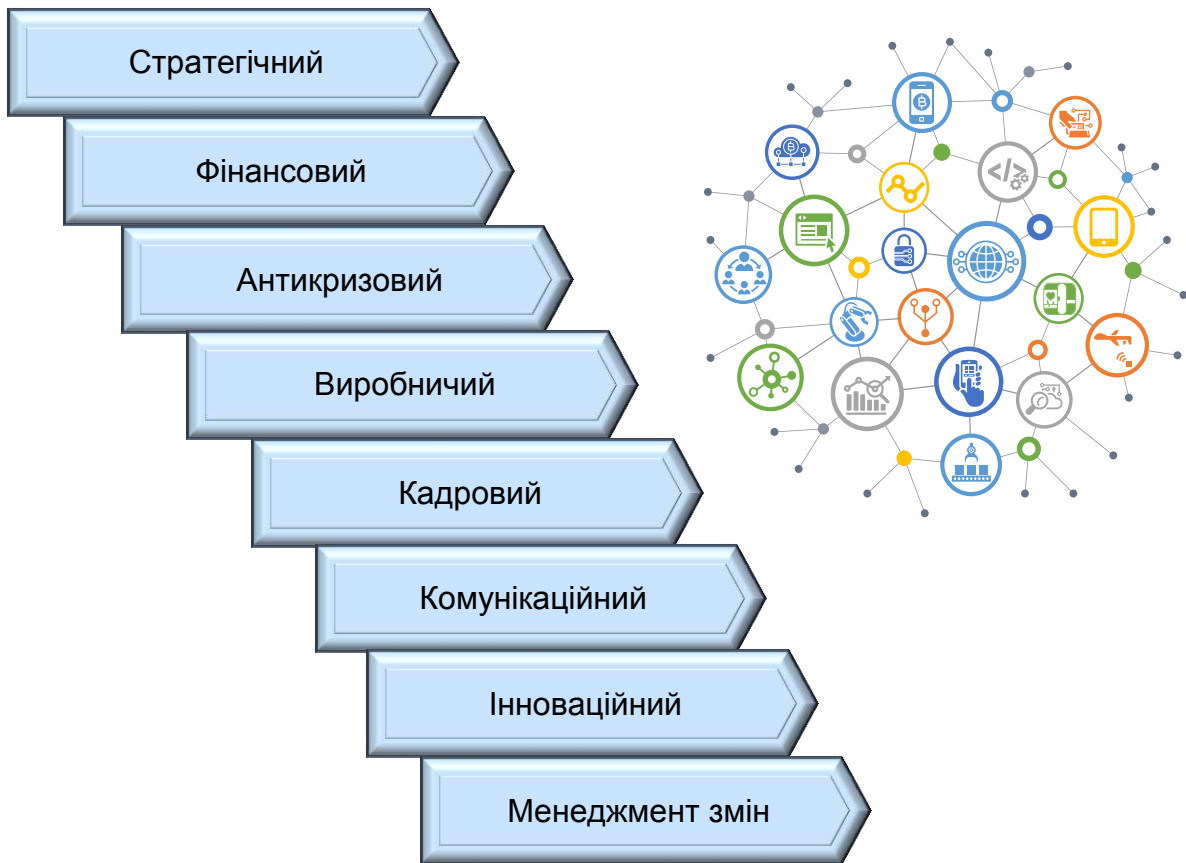 Стратегічний
Фінансовий
Антикризовий
Виробничий
Кадровий
Комунікаційний
Інноваційний
Менеджмент змін